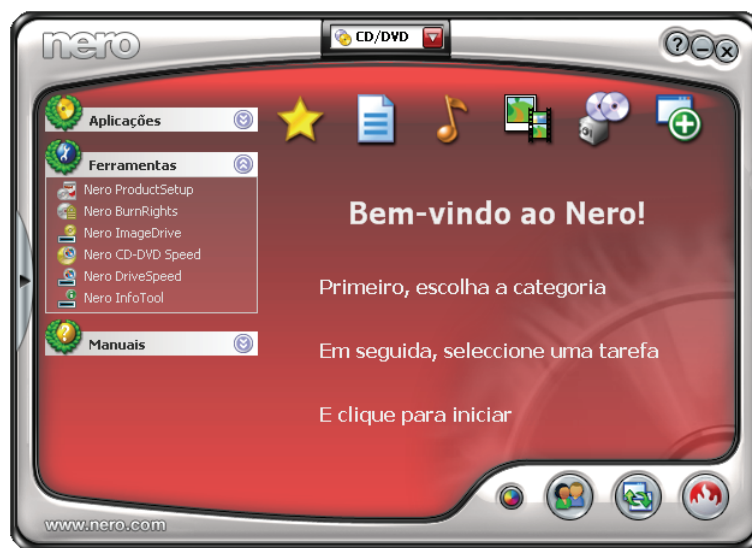 nero
CD/DVD
Aplicações
Ferramentas
Nero ProductSetup
Nero BurnRights
Nero ImageDrive
Nero CD-DVD Speed
Nero DriveSpeed
Nero InfoTool
Manuais
Bem-vindo ao Nero!
Primeiro, escolha a categoria
Em seguida, seleccione uma tarefa
E clique para iniciar
www.nero.com